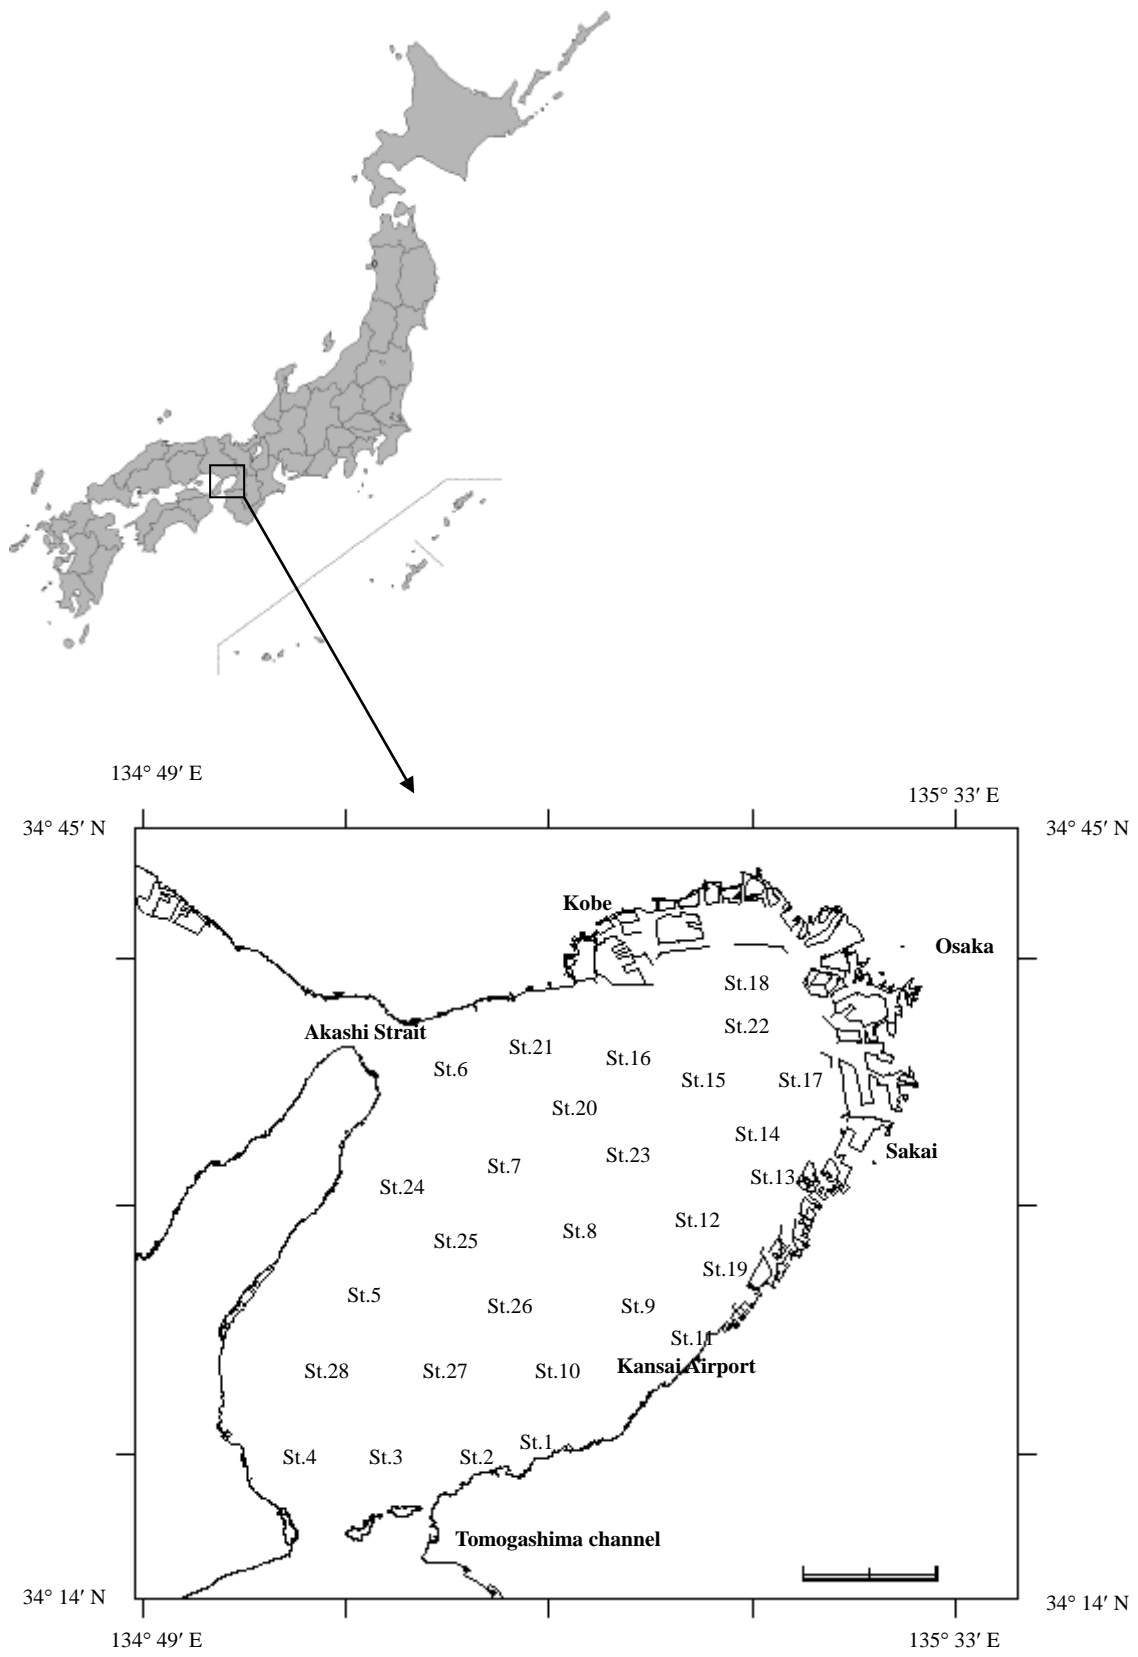 134° 49′ E
135° 33′ E
34° 45′ N
34° 45′ N
Kobe
Osaka
St.18
St.22
Akashi Strait
St.21
St.16
St.6
St.15
St.17
St.20
St.14
Sakai
St.23
St.7
St.13
St.24
St.12
St.8
St.25
St.19
St.5
St.26
St.9
St.11
Kansai Airport
St.28
St.27
St.10
St.1
St.4
St.3
St.2
Tomogashima channel
34° 14′ N
34° 14′ N
134° 49′ E
135° 33′ E